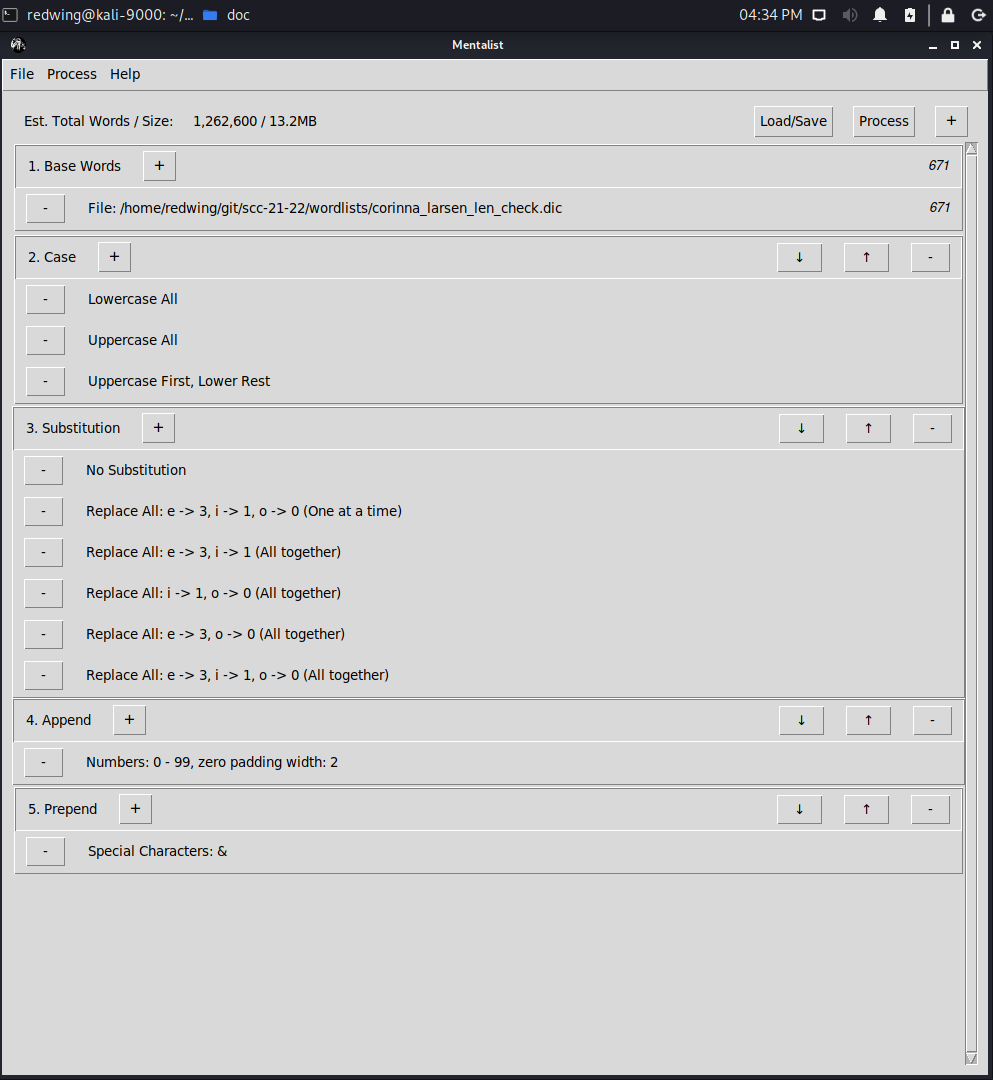 redwing@kali-9000: ~/... doc 04:34 PM
Mentalist
File Process Help
Est. Total Words / Size: 1,262,600 / 13.2MB Load/Save Process +
1. Base Words + 671
- File: /home/redwing/git/scc-21-22/wordlists/corinna_larsen_len_check.dic 671
2. Case + ↓ ↑ -
- Lowercase All
- Uppercase All
- Uppercase First, Lower Rest
3. Substitution + ↓ ↑ -
- No Substitution
- Replace All: e -> 3, i -> 1, o -> 0 (One at a time)
- Replace All: e -> 3, i -> 1 (All together)
- Replace All: i -> 1, o -> 0 (All together)
- Replace All: e -> 3, o -> 0 (All together)
- Replace All: e -> 3, i -> 1, o -> 0 (All together)
4. Append + ↓ ↑ -
- Numbers: 0 - 99, zero padding width: 2
5. Prepend + ↓ ↑ -
- Special Characters: &